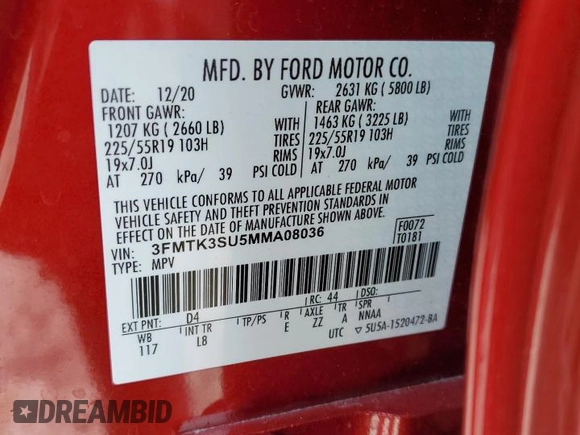 MFD. BY FORD MOTOR CO.
DATE: 12/20 GVWR: 2631 KG ( 5800 LB)
FRONT GAWR: REAR GAWR:
1207 KG ( 2660 LB) WITH 1463 KG ( 3225 LB) WITH
225/55R19 103H TIRES 225/55R19 103H TIRES
19x7.0J RIMS 19x7.0J RIMS
AT 270 kPa/ 39 PSI COLD AT 270 kPa/ 39 PSI COLD
THIS VEHICLE CONFORMS TO ALL APPLICABLE FEDERAL MOTOR
VEHICLE SAFETY AND THEFT PREVENTION STANDARDS IN
EFFECT ON THE DATE OF MANUFACTURE SHOWN ABOVE.
3FMTK3SU5MMA08036 F0072
TYPE: MPV T0181
EXT PNT: D4 RC: 44 DSO:
WB INT TR TP/PS R AXLE TR SPR
117 LB E ZZ A NNAA
UTC ▽ 5U5A-1520472-BA
DREAMBID